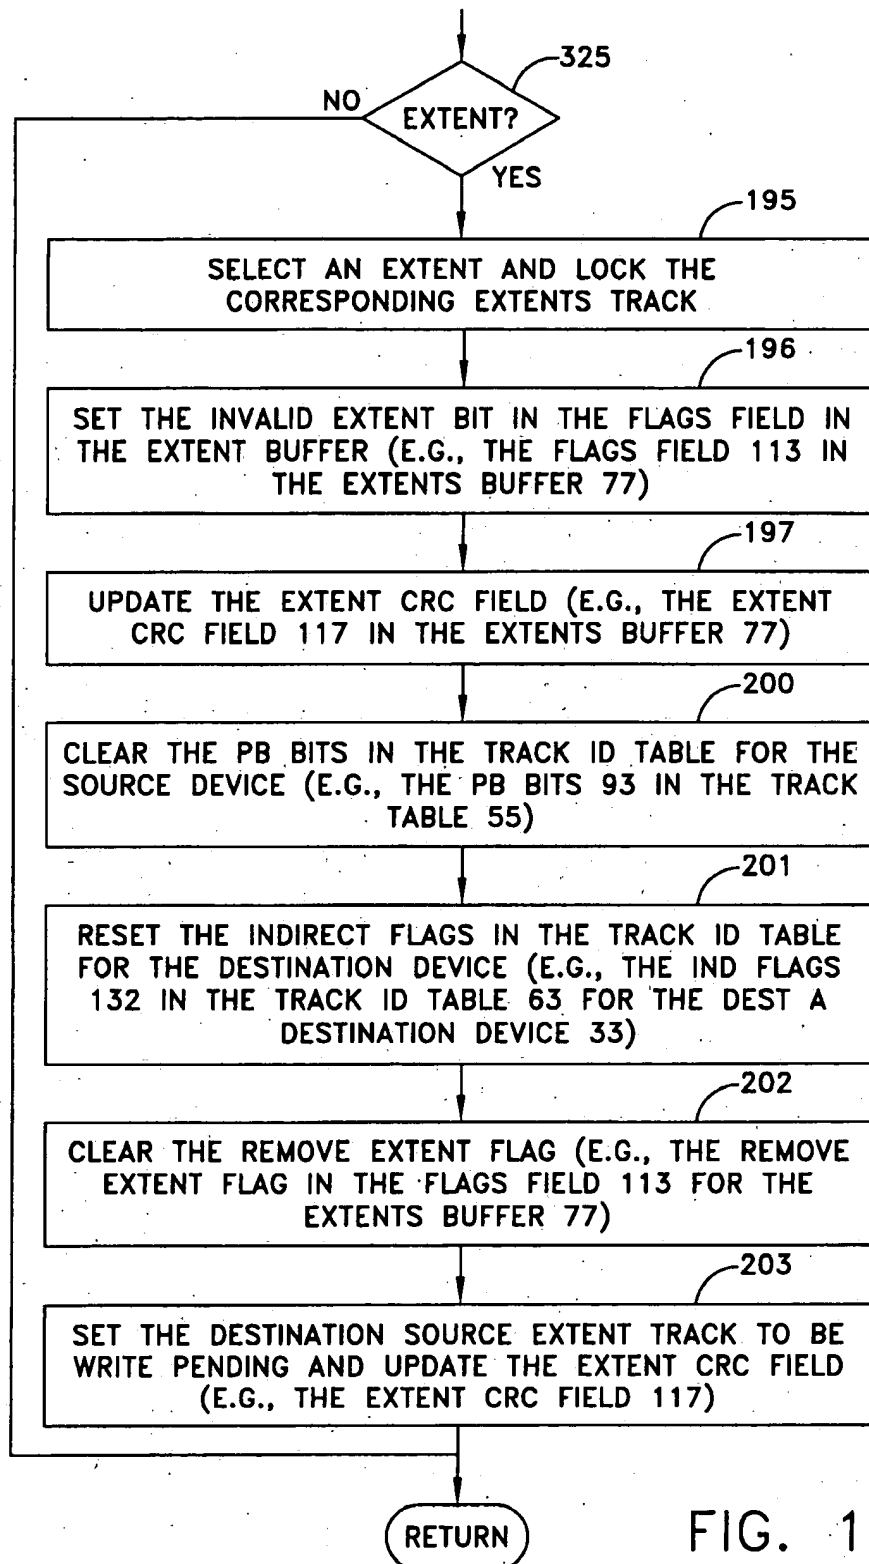 325
NO
EXTENT?
YES
195
SELECT AN EXTENT AND LOCK THE
CORRESPONDING EXTENTS TRACK
196
SET THE INVALID EXTENT BIT IN THE FLAGS FIELD IN
THE EXTENT BUFFER (E.G., THE FLAGS FIELD 113 IN
THE EXTENTS BUFFER 77)
197
UPDATE THE EXTENT CRC FIELD (E.G., THE EXTENT
CRC FIELD 117 IN THE EXTENTS BUFFER 77)
200
CLEAR THE PB BITS IN THE TRACK ID TABLE FOR THE
SOURCE DEVICE (E.G., THE PB BITS 93 IN THE TRACK
TABLE 55)
201
RESET THE INDIRECT FLAGS IN THE TRACK ID TABLE
FOR THE DESTINATION DEVICE (E.G., THE IND FLAGS
132 IN THE TRACK ID TABLE 63 FOR THE DEST A
DESTINATION DEVICE 33)
202
CLEAR THE REMOVE EXTENT FLAG (E.G., THE REMOVE
EXTENT FLAG IN THE FLAGS FIELD 113 FOR THE
EXTENTS BUFFER 77)
203
SET THE DESTINATION SOURCE EXTENT TRACK TO BE
WRITE PENDING AND UPDATE THE EXTENT CRC FIELD
(E.G., THE EXTENT CRC FIELD 117)
RETURN
FIG. 1